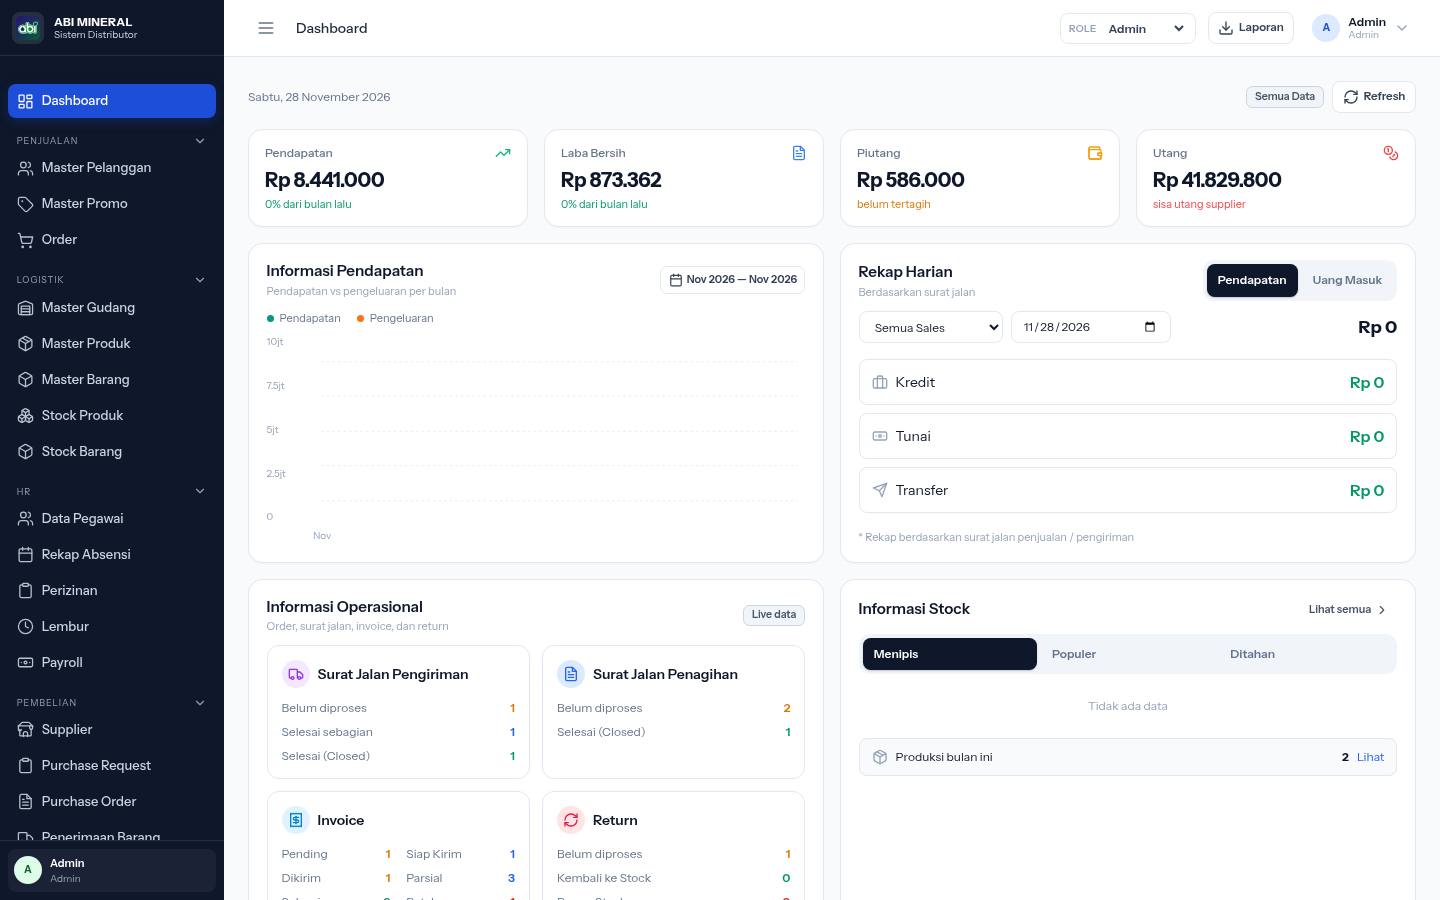 abi
ABI MINERAL
Sistem Distributor
Dashboard
PENJUALAN
Master Pelanggan
Master Promo
Order
LOGISTIK
Master Gudang
Master Produk
Master Barang
Stock Produk
Stock Barang
HR
Data Pegawai
Rekap Absensi
Perizinan
Lembur
Payroll
PEMBELIAN
Supplier
Purchase Request
Purchase Order
Penerimaan Barang
A
Admin
Admin
Dashboard
ROLE Admin
Laporan
A
Admin
Admin
Sabtu, 28 November 2026
Semua Data
Refresh
Pendapatan
Rp 8.441.000
0% dari bulan lalu
Laba Bersih
Rp 873.362
0% dari bulan lalu
Piutang
Rp 586.000
belum tertagih
Utang
Rp 41.829.800
sisa utang supplier
Informasi Pendapatan
Pendapatan vs pengeluaran per bulan
Nov 2026 — Nov 2026
Pendapatan
Pengeluaran
10jt
7.5jt
5jt
2.5jt
0
Nov
Rekap Harian
Berdasarkan surat jalan
Pendapatan
Uang Masuk
Semua Sales
11/28/2026
Rp 0
Kredit Rp 0
Tunai Rp 0
Transfer Rp 0
* Rekap berdasarkan surat jalan penjualan / pengiriman
Informasi Operasional
Order, surat jalan, invoice, dan return
Live data
Surat Jalan Pengiriman
Belum diproses 1
Selesai sebagian 1
Selesai (Closed) 1
Surat Jalan Penagihan
Belum diproses 2
Selesai (Closed) 1
Invoice
Pending 1 Siap Kirim 1
Dikirim 1 Parsial 3
Return
Belum diproses 1
Kembali ke Stock 0
Informasi Stock
Lihat semua
Menipis
Populer
Ditahan
Tidak ada data
Produksi bulan ini 2 Lihat